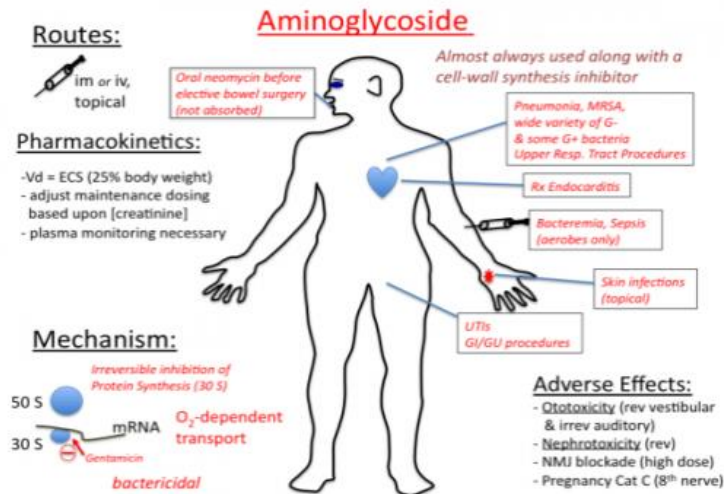 Aminoglycoside
Routes:
im or iv,
topical
Oral neomycin before
elective bowel surgery
(not absorbed)
Almost always used along with a
cell-wall synthesis inhibitor
Pneumonia, MRSA,
wide variety of G-
& some G+ bacteria
Upper Resp. Tract Procedures
Pharmacokinetics:
-Vd = ECS (25% body weight)
- adjust maintenance dosing
based upon [creatinine]
- plasma monitoring necessary
Rx Endocarditis
Bacteremia, Sepsis
(aerobes only)
Skin infections
(topical)
UTIs
GI/GU procedures
Mechanism:
Irreversible inhibition of
Protein Synthesis (30 S)
50 S
mRNA
30 S
Gentamicin
O2-dependent
transport
bactericidal
Adverse Effects:
- Ototoxicity (rev vestibular
& irrev auditory)
- Nephrotoxicity (rev)
- NMJ blockade (high dose)
- Pregnancy Cat C (8th nerve)